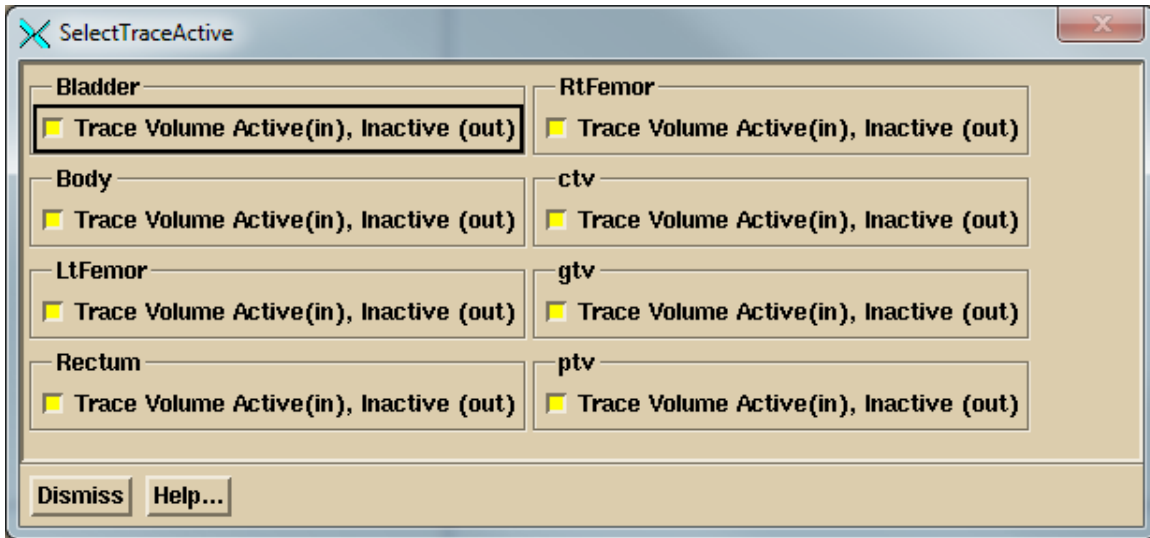 SelectTraceActive
Bladder
Trace Volume Active(in), Inactive (out)
RtFemor
Trace Volume Active(in), Inactive (out)
Body
Trace Volume Active(in), Inactive (out)
ctv
Trace Volume Active(in), Inactive (out)
LtFemor
Trace Volume Active(in), Inactive (out)
gtv
Trace Volume Active(in), Inactive (out)
Rectum
Trace Volume Active(in), Inactive (out)
ptv
Trace Volume Active(in), Inactive (out)
Dismiss
Help...